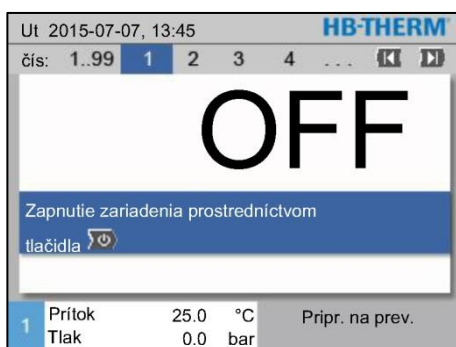 Ut 2015-07-07, 13:45 HB-THERM®
čís: 1..99 1 2 3 4 ...
OFF
Zapnutie zariadenia prostredníctvom
tlačidla
1 Prítok 25.0 °C Pripr. na prev.
Tlak 0.0 bar